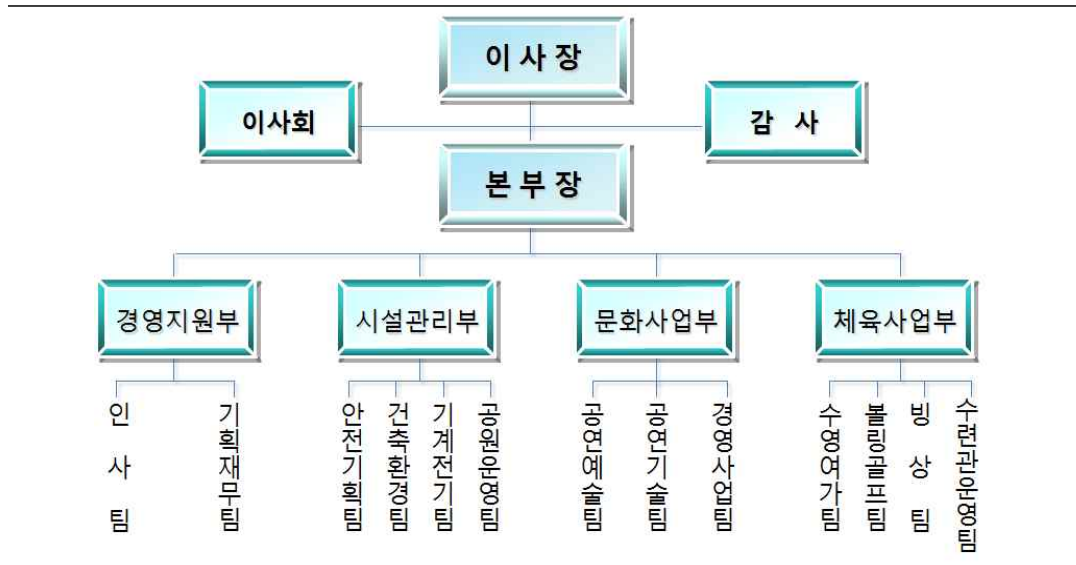 이 사 장
이사회
감 사
본 부 장
경영지원부
시설관리부
문화사업부
체육사업부
인 사 팀
기획재무팀
안전기획팀
건축환경팀
기계전기팀
공원운영팀
공연예술팀
공연기술팀
경영사업팀
수영여가팀
볼링골프팀
빙 상 팀
수련관운영팀